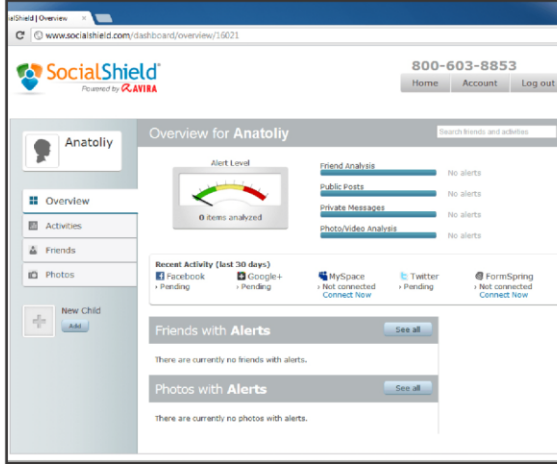 ialShield | Overview
www.socialshield.com/dashboard/overview/16021
SocialShield
Powered by AVIRA
800-603-8853
Home Account Log out
Anatoliy
Overview
Activities
Friends
Photos
New Child
Add
Overview for Anatoliy
Search friends and activities
Alert Level
0 items analyzed
Friend Analysis
No alerts
Public Posts
No alerts
Private Messages
No alerts
Photo/Video Analysis
No alerts
Recent Activity (last 30 days)
Facebook Google+ MySpace Twitter FormSpring
› Pending › Pending › Not connected › Pending › Not connected
Connect Now Connect Now
Friends with Alerts See all
There are currently no friends with alerts.
Photos with Alerts See all
There are currently no photos with alerts.